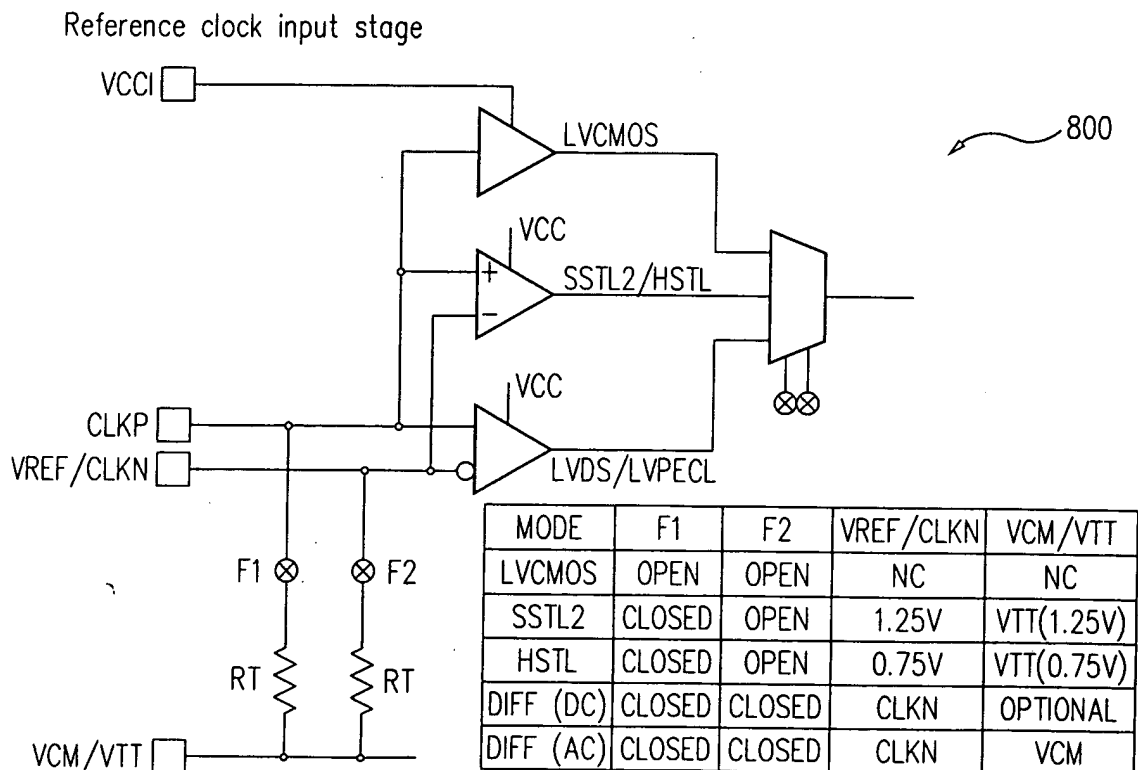 Reference clock input stage
VCCI
LVCMOS
800
VCC
+
SSTL2/HSTL
−
VCC
CLKP
VREF/CLKN
LVDS/LVPECL
F1
F2
RT
RT
VCM/VTT
MODE F1 F2 VREF/CLKN VCM/VTT
LVCMOS OPEN OPEN NC NC
SSTL2 CLOSED OPEN 1.25V VTT(1.25V)
HSTL CLOSED OPEN 0.75V VTT(0.75V)
DIFF (DC) CLOSED CLOSED CLKN OPTIONAL
DIFF (AC) CLOSED CLOSED CLKN VCM